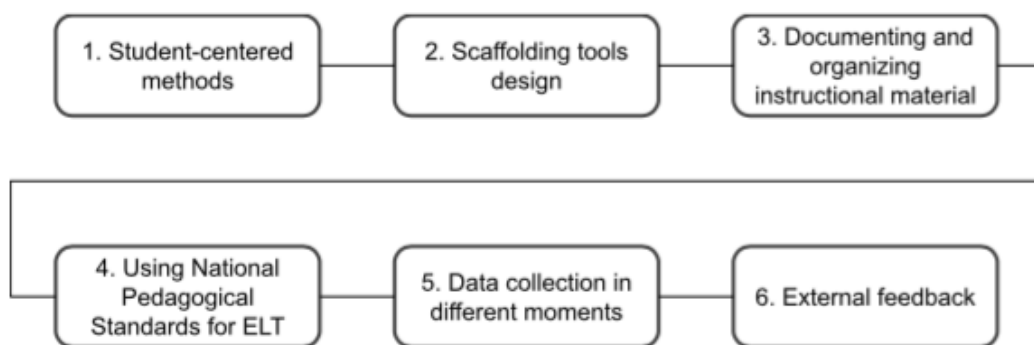 1. Student-centered
methods
2. Scaffolding tools
design
3. Documenting and
organizing
instructional material
4. Using National
Pedagogical
Standards for ELT
5. Data collection in
different moments
6. External feedback